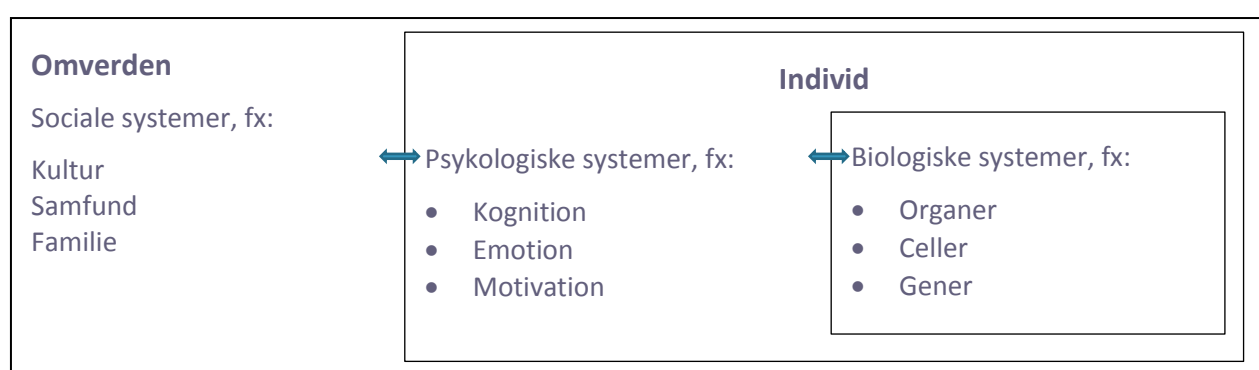 Omverden
Sociale systemer, fx:
Kultur
Samfund
Familie
Individ
Psykologiske systemer, fx:
• Kognition
• Emotion
• Motivation
Biologiske systemer, fx:
• Organer
• Celler
• Gener